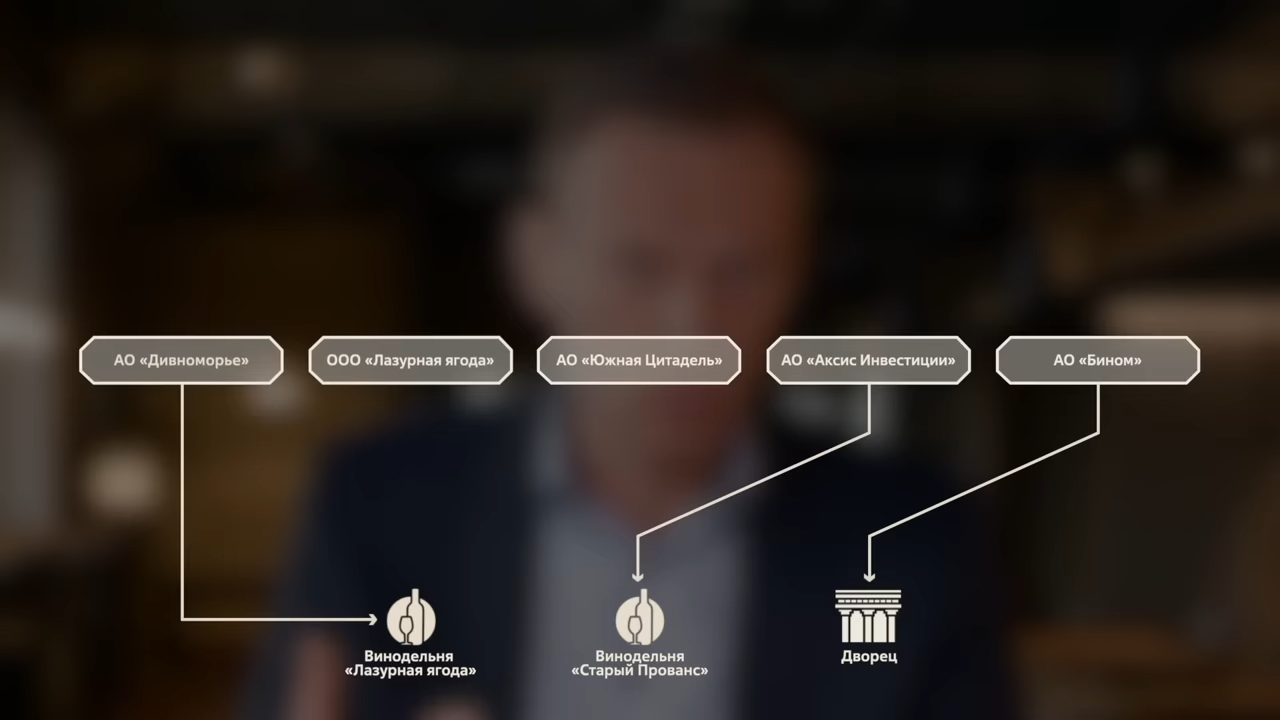 АО «Дивноморье»
ООО «Лазурная ягода»
АО «Южная Цитадель»
АО «Аксис Инвестиции»
АО «Бином»
Винодельня
«Лазурная ягода»
Винодельня
«Старый Прованс»
Дворец